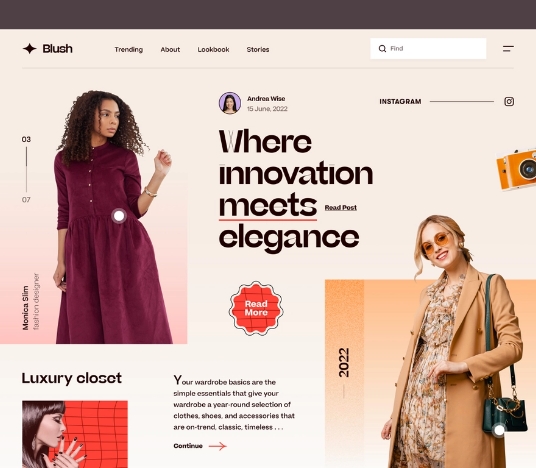 Blush
Trending
About
Lookbook
Stories
Find
Andrea Wise
15 June, 2022
INSTAGRAM
03
07
Where
innovation
meets
elegance
Read Post
Monica Slim
fashion designer
Read
More
2022
Luxury closet
Your wardrobe basics are the
simple essentials that give your
wardrobe a year-round selection of
clothes, shoes, and accessories that
are on-trend, classic, timeless . . .
Continue